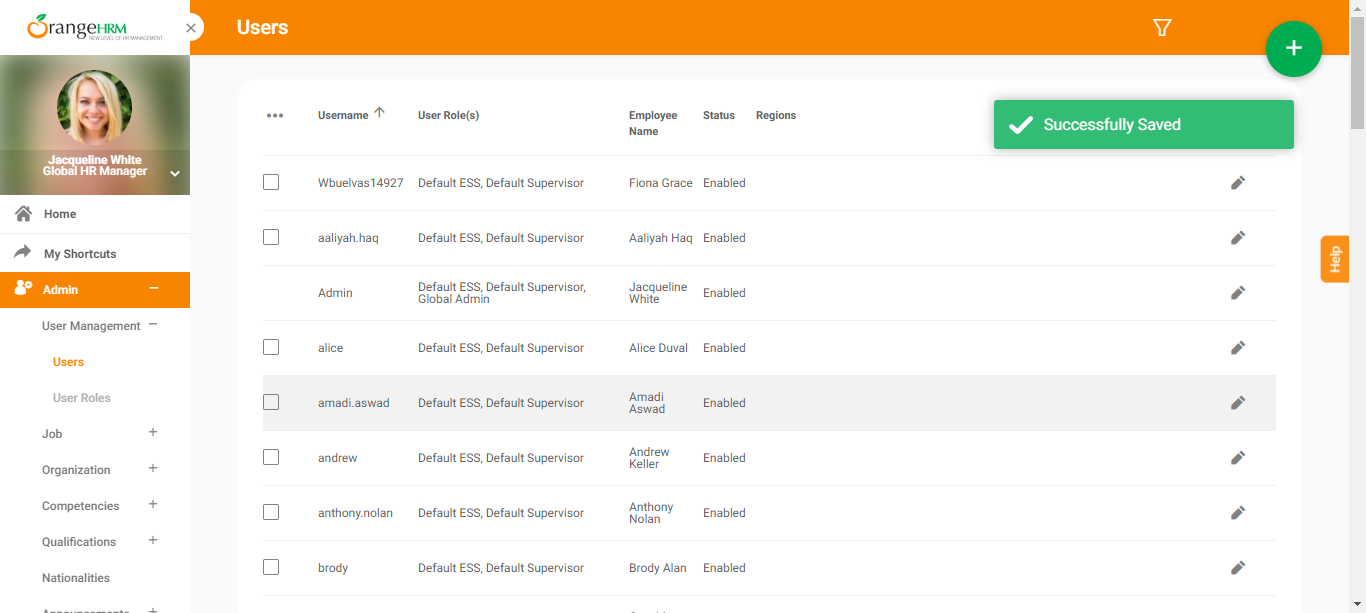 OrangeHRM
NEW LEVEL OF HR MANAGEMENT
Users
Jacqueline White
Global HR Manager
Home
My Shortcuts
Admin
User Management
Users
User Roles
Job
Organization
Competencies
Qualifications
Nationalities
Announcements
Username
User Role(s)
Employee
Name
Status
Regions
Successfully Saved
Wbuelvas14927
Default ESS, Default Supervisor
Fiona Grace
Enabled
aaliyah.haq
Default ESS, Default Supervisor
Aaliyah Haq
Enabled
Admin
Default ESS, Default Supervisor,
Global Admin
Jacqueline
White
Enabled
alice
Default ESS, Default Supervisor
Alice Duval
Enabled
amadi.aswad
Default ESS, Default Supervisor
Amadi
Aswad
Enabled
andrew
Default ESS, Default Supervisor
Andrew
Keller
Enabled
anthony.nolan
Default ESS, Default Supervisor
Anthony
Nolan
Enabled
brody
Default ESS, Default Supervisor
Brody Alan
Enabled
Help